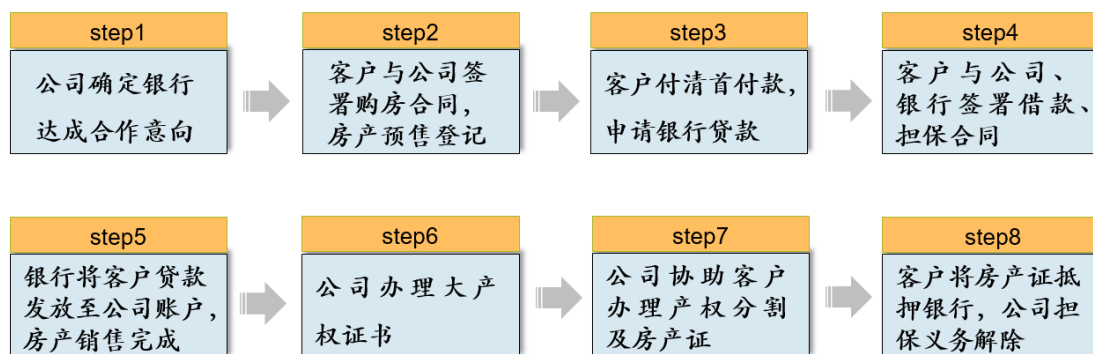 step1
公司确定银行
达成合作意向
step2
客户与公司签
署购房合同，
房产预售登记
step3
客户付清首付款，
申请银行贷款
step4
客户与公司、
银行签署借款、
担保合同
step5
银行将客户贷款
发放至公司账户，
房产销售完成
step6
公司办理大产
权证书
step7
公司协助客户
办理产权分割
及房产证
step8
客户将房产证抵
押银行，公司担
保义务解除